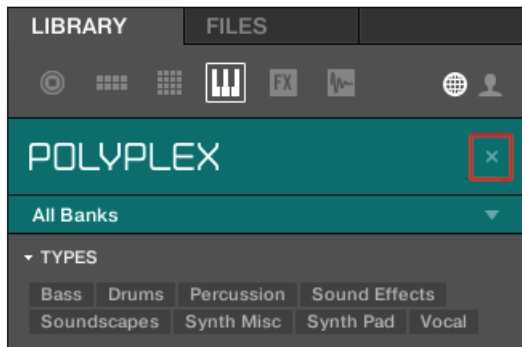 LIBRARY FILES
FX
POLYPLEX ×
All Banks
TYPES
Bass Drums Percussion Sound Effects
Soundscapes Synth Misc Synth Pad Vocal